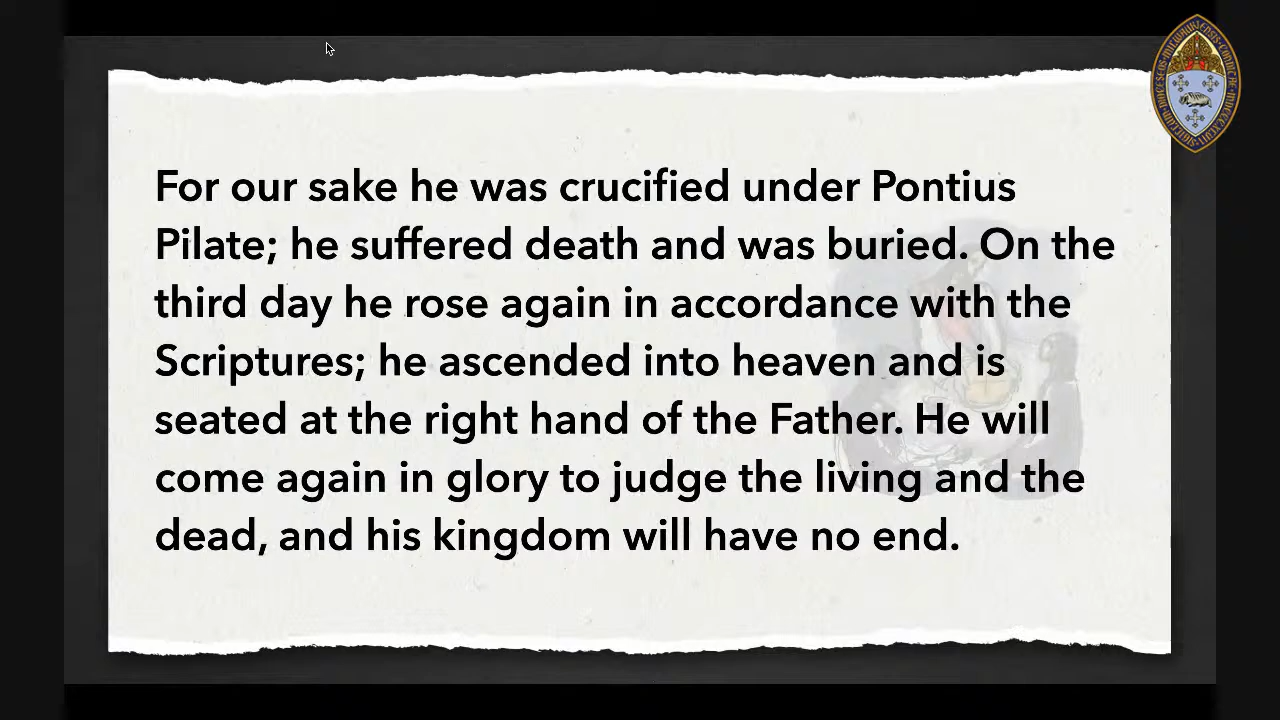 For our sake he was crucified under Pontius
Pilate; he suffered death and was buried. On the
third day he rose again in accordance with the
Scriptures; he ascended into heaven and is
seated at the right hand of the Father. He will
come again in glory to judge the living and the
dead, and his kingdom will have no end.